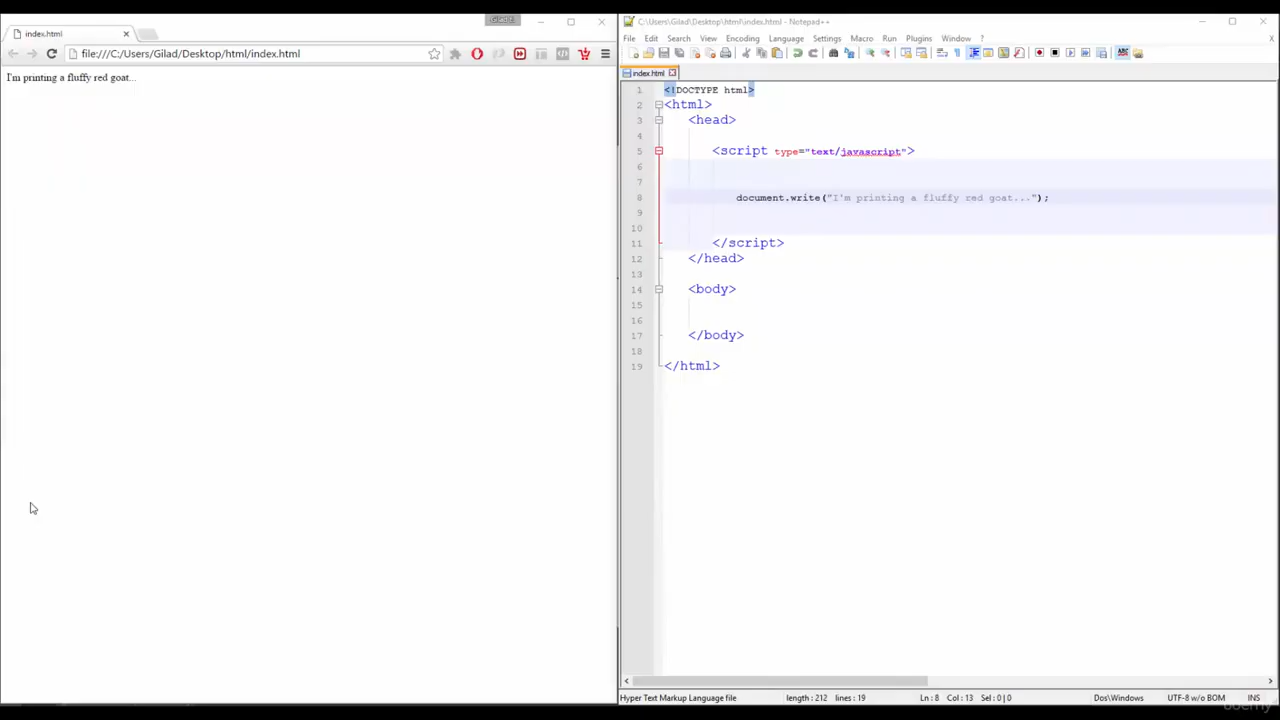 index.html
file:///C:/Users/Gilad/Desktop/html/index.html
I'm printing a fluffy red goat...
C:\Users\Gilad\Desktop\html\index.html - Notepad++
File Edit Search View Encoding Language Settings Macro Run Plugins Window ? X
index.html
1 <!DOCTYPE html>
2 <html>
3 <head>
4
5 <script type="text/javascript">
6
7
8 document.write("I'm printing a fluffy red goat...");
9
10
11 </script>
12 </head>
13
14 <body>
15
16
17 </body>
18
19 </html>
Hyper Text Markup Language file length : 212 lines : 19 Ln : 8 Col : 13 Sel : 0 | 0 Dos\Windows UTF-8 w/o BOM INS
udemy